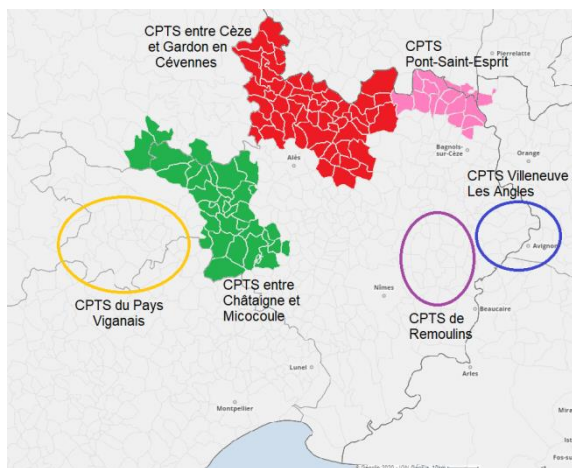 CPTS entre Cèze
et Gardon en
Cévennes
CPTS
Pont-Saint-Esprit
Pierrelatte
Alès
Bagnols-
sur-Cèze
Orange
CPTS Villeneuve
Les Angles
Avignon
CPTS du Pays
Viganais
CPTS entre
Châtaigne et
Micocoule
Nîmes
CPTS de
Remoulins
Beaucaire
Lunel
Arles
Montpellier
Mira
Ist
Fos-su